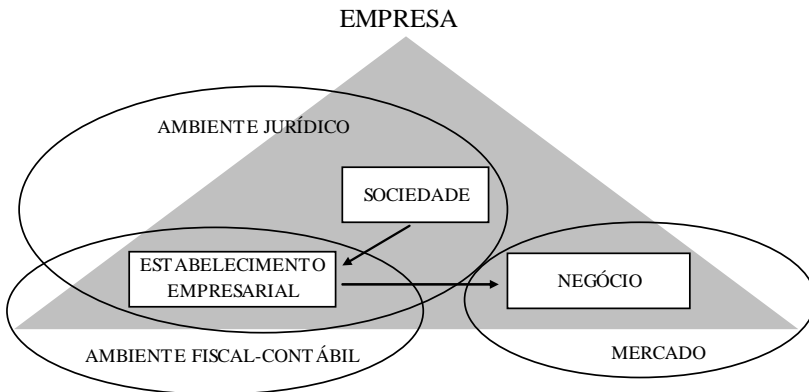 EMPRESA
AMBIENTE JURÍDICO
SOCIEDADE
ESTABELECIMENTO
EMPRESARIAL
NEGÓCIO
AMBIENTE FISCAL-CONTÁBIL
MERCADO